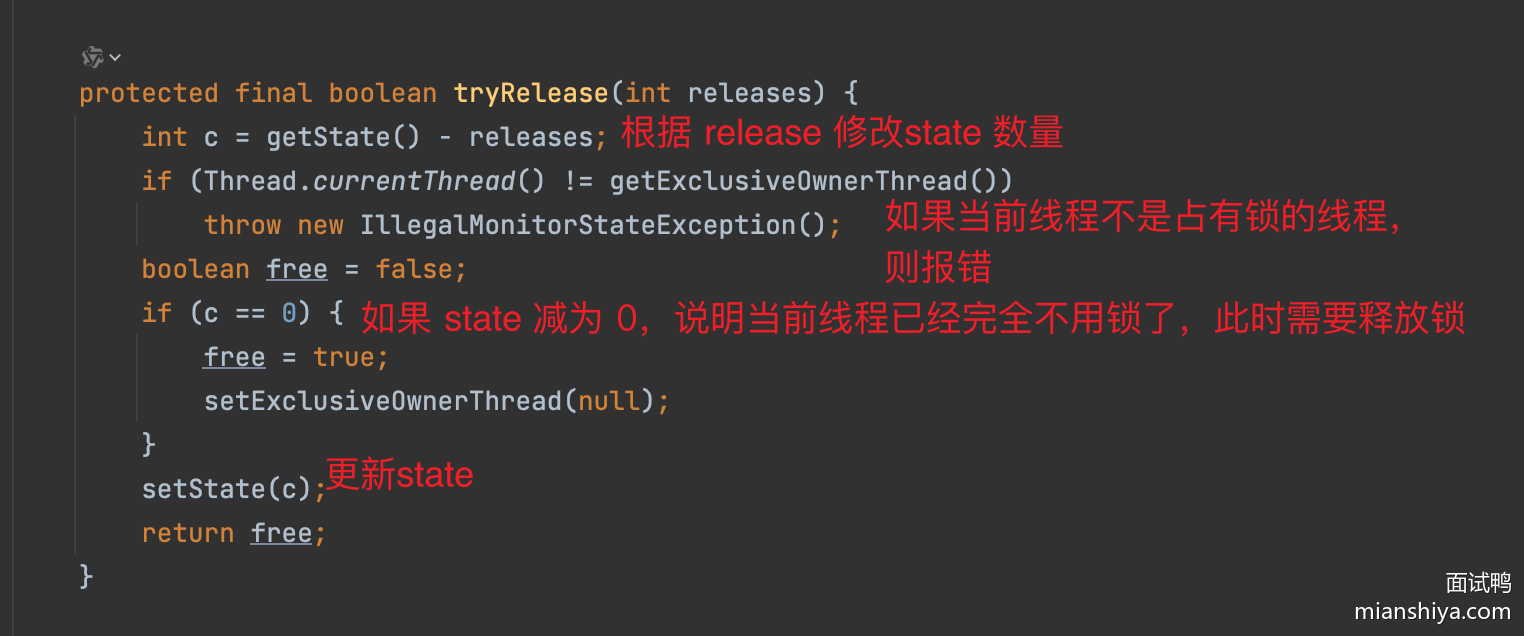 protected final boolean tryRelease(int releases) {
int c = getState() - releases; 根据 release 修改state 数量
if (Thread.currentThread() != getExclusiveOwnerThread())
throw new IllegalMonitorStateException(); 如果当前线程不是占有锁的线程，
则报错
boolean free = false;
if (c == 0) { 如果 state 减为 0，说明当前线程已经完全不用锁了，此时需要释放锁
free = true;
setExclusiveOwnerThread(null);
}
setState(c); 更新state
return free;
}
面试鸭
mianshiya.com